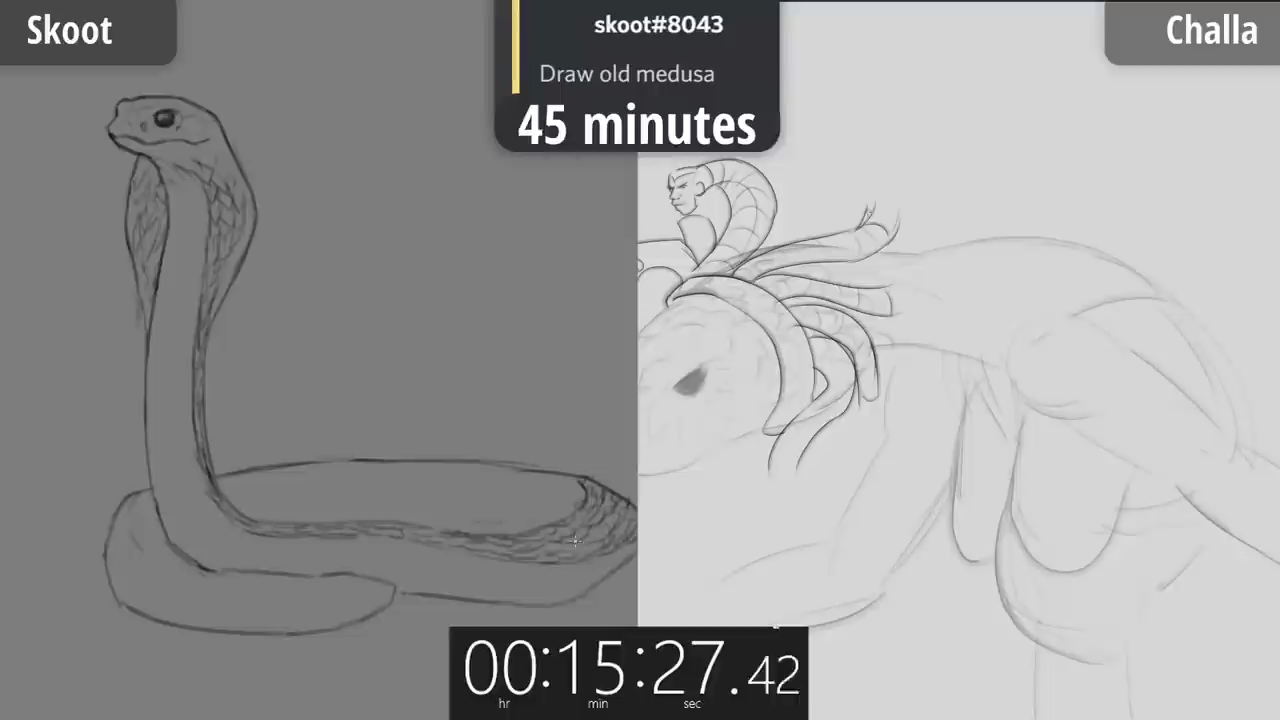 Skoot
skoot#8043
Draw old medusa
45 minutes
Challa
00:15:27.42
hr min sec